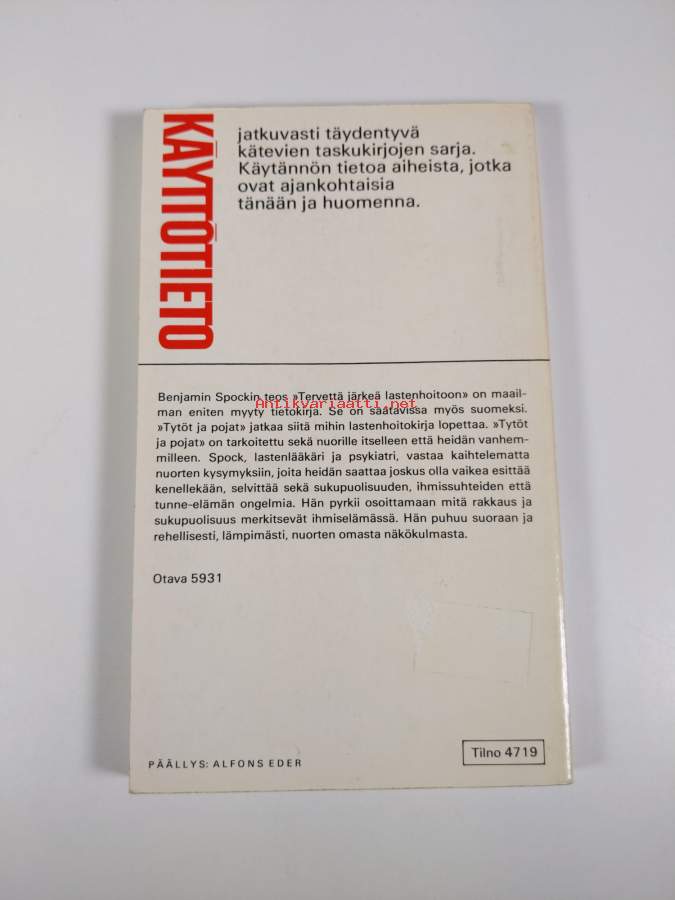 KÄYTTÖTIETO
jatkuvasti täydentyvä
kätevien taskukirjojen sarja.
Käytännön tietoa aiheista, jotka
ovat ajankohtaisia
tänään ja huomenna.
Benjamin Spockin teos »Tervettä järkeä lastenhoitoon» on maail-
man eniten myyty tietokirja. Se on saatavissa myös suomeksi.
»Tytöt ja pojat» jatkaa siitä mihin lastenhoitokirja lopettaa. »Tytöt
ja pojat» on tarkoitettu sekä nuorille itselleen että heidän vanhem-
milleen. Spock, lastenlääkäri ja psykiatri, vastaa kaihtelematta
nuorten kysymyksiin, joita heidän saattaa joskus olla vaikea esittää
kenellekään, selvittää sekä sukupuolisuuden, ihmissuhteiden että
tunne-elämän ongelmia. Hän pyrkii osoittamaan mitä rakkaus ja
sukupuolisuus merkitsevät ihmiselämässä. Hän puhuu suoraan ja
rehellisesti, lämpimästi, nuorten omasta näkökulmasta.
Antikvariaatti.net
Otava 5931
PÄÄLLYS: ALFONS EDER
Tilno 4719